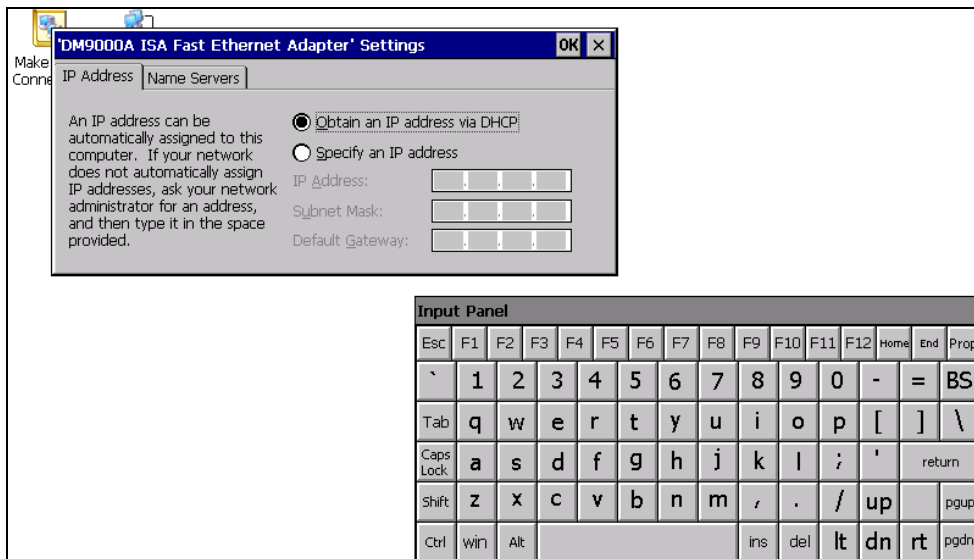 Make
Conne
'DM9000A ISA Fast Ethernet Adapter' Settings
OK ×
IP Address
Name Servers
An IP address can be
automatically assigned to this
computer. If your network
does not automatically assign
IP addresses, ask your network
administrator for an address,
and then type it in the space
provided.
Obtain an IP address via DHCP
Specify an IP address
IP Address:
Subnet Mask:
Default Gateway:
Input Panel
Esc F1 F2 F3 F4 F5 F6 F7 F8 F9 F10 F11 F12 Home End Prop
` 1 2 3 4 5 6 7 8 9 0 - = BS
Tab q w e r t y u i o p [ ] \
Caps Lock a s d f g h j k l ; ' return
Shift z x c v b n m , . / up pgup
Ctrl win Alt ins del lt dn rt pgdn